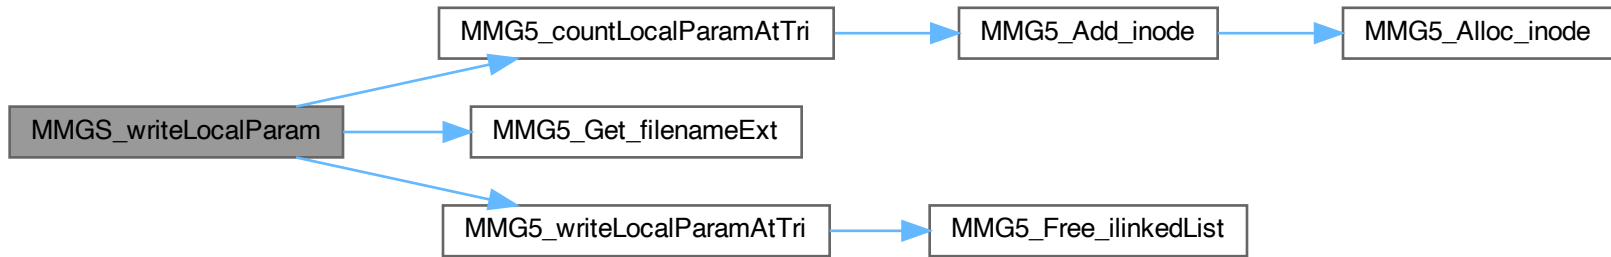 MMG5_countLocalParamAtTri
MMG5_Add_inode
MMG5_Alloc_inode
MMGS_writeLocalParam
MMG5_Get_filenameExt
MMG5_writeLocalParamAtTri
MMG5_Free_ilinkedList